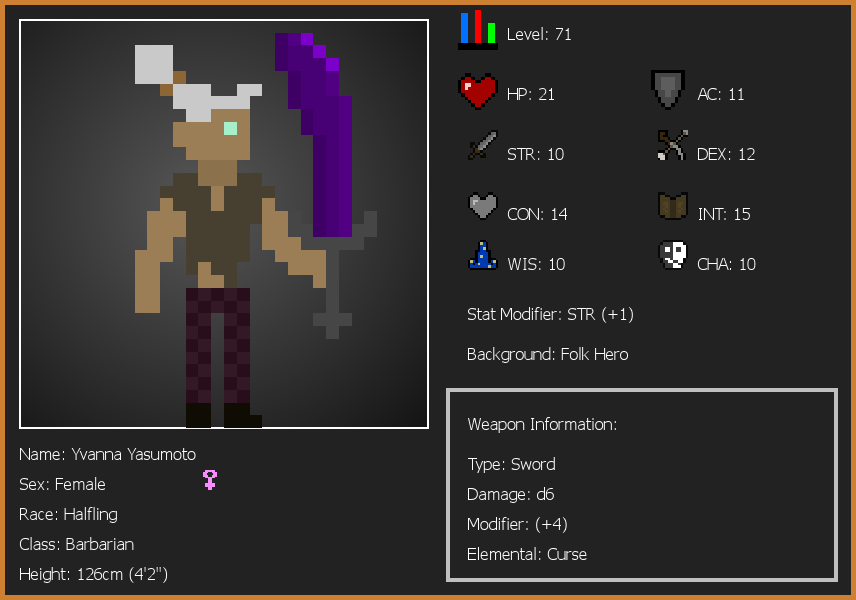 Level: 71
HP: 21
AC: 11
STR: 10
DEX: 12
CON: 14
INT: 15
WIS: 10
CHA: 10
Stat Modifier: STR (+1)
Background: Folk Hero
Weapon Information:
Type: Sword
Damage: d6
Modifier: (+4)
Elemental: Curse
Name: Yvanna Yasumoto
Sex: Female
Race: Halfling
Class: Barbarian
Height: 126cm (4'2")